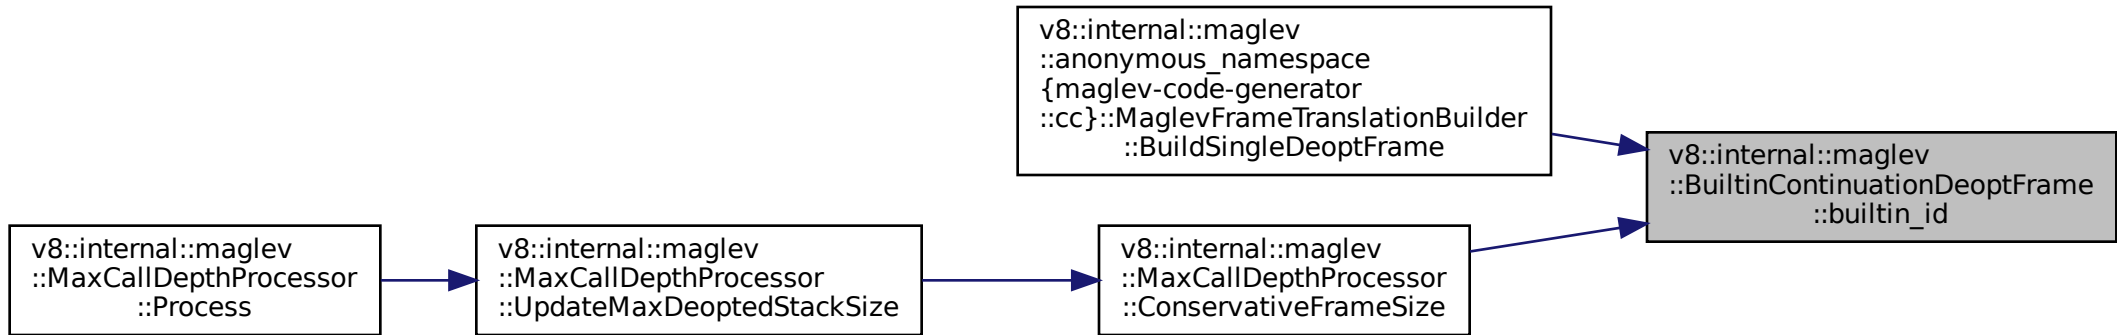 v8::internal::maglev
::anonymous_namespace
{maglev-code-generator
::cc}::MaglevFrameTranslationBuilder
::BuildSingleDeoptFrame
v8::internal::maglev
::BuiltinContinuationDeoptFrame
::builtin_id
v8::internal::maglev
::MaxCallDepthProcessor
::Process
v8::internal::maglev
::MaxCallDepthProcessor
::UpdateMaxDeoptedStackSize
v8::internal::maglev
::MaxCallDepthProcessor
::ConservativeFrameSize